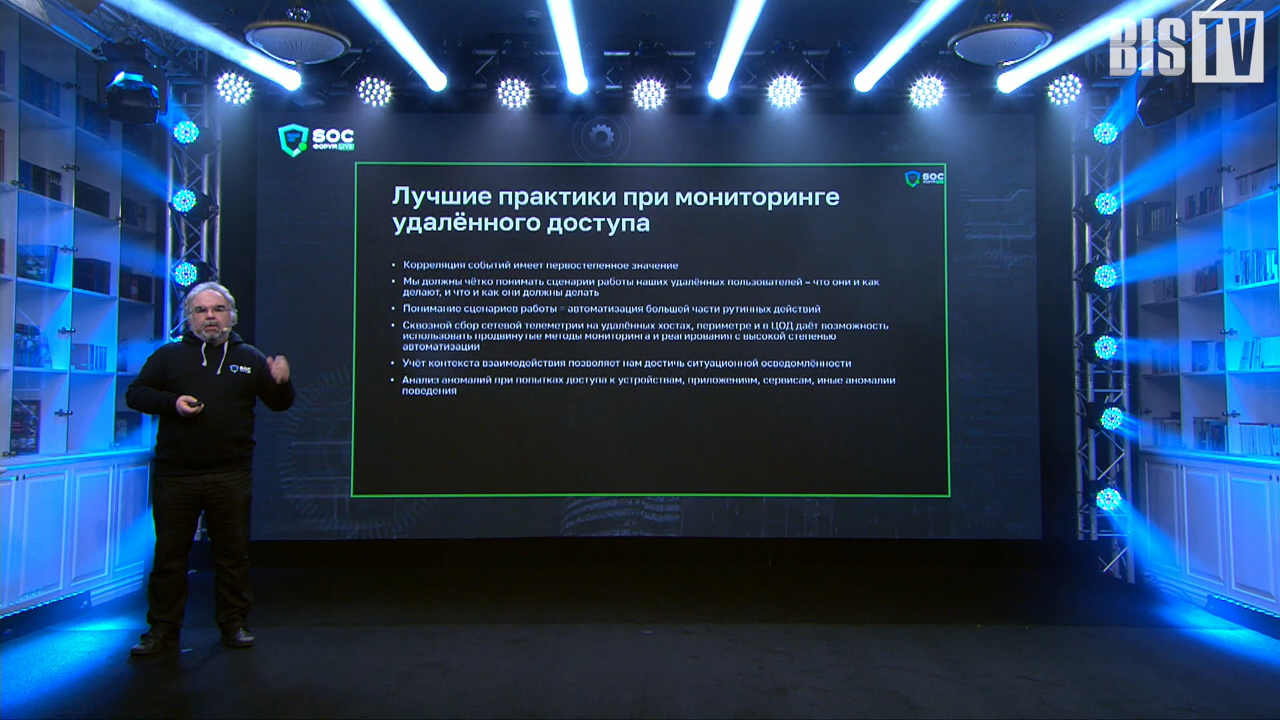 BIS TV
SOC
ФОРУМ LIVE
SOC
ФОРУМ
Лучшие практики при мониторинге
удалённого доступа
• Корреляция событий имеет первостепенное значение
• Мы должны чётко понимать сценарии работы наших удалённых пользователей – что они и как
делают, и что и как они должны делать
• Понимание сценариев работы = автоматизация большей части рутинных действий
• Сквозной сбор сетевой телеметрии на удалённых хостах, периметре и в ЦОД даёт возможность
использовать продвинутые методы мониторинга и реагирования с высокой степенью
автоматизации
• Учёт контекста взаимодействия позволяет нам достичь ситуационной осведомлённости
• Анализ аномалий при попытках доступа к устройствам, приложениям, сервисам, иные аномалии
поведения
SOC